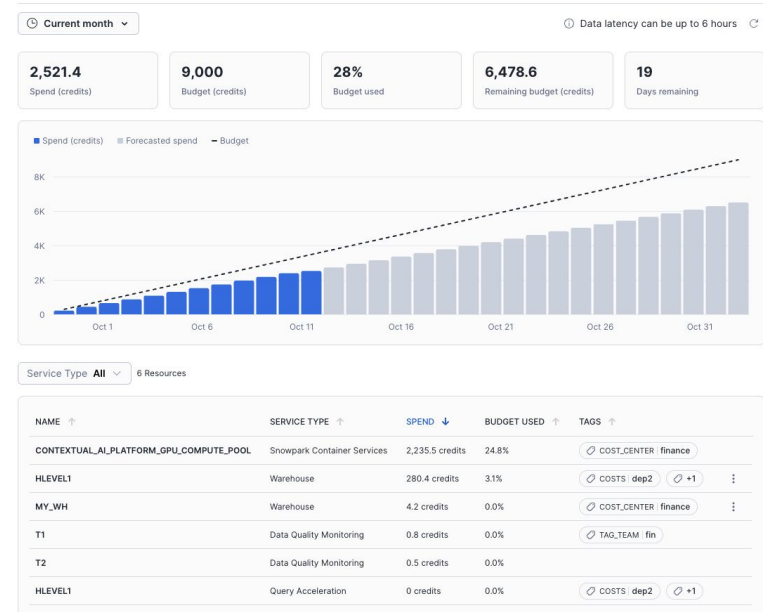 Current month
Data latency can be up to 6 hours
2,521.4
Spend (credits)
9,000
Budget (credits)
28%
Budget used
6,478.6
Remaining budget (credits)
19
Days remaining
Spend (credits) Forecasted spend Budget
8K
6K
4K
2K
0
Oct 1 Oct 6 Oct 11 Oct 16 Oct 21 Oct 26 Oct 31
Service Type All 6 Resources
NAME SERVICE TYPE SPEND BUDGET USED TAGS
CONTEXTUAL_AI_PLATFORM_GPU_COMPUTE_POOL Snowpark Container Services 2,235.5 credits 24.8% COST_CENTER finance
HLEVEL1 Warehouse 280.4 credits 3.1% COSTS dep2 +1
MY_WH Warehouse 4.2 credits 0.0% COST_CENTER finance
T1 Data Quality Monitoring 0.8 credits 0.0% TAG_TEAM fin
T2 Data Quality Monitoring 0.5 credits 0.0%
HLEVEL1 Query Acceleration 0 credits 0.0% COSTS dep2 +1